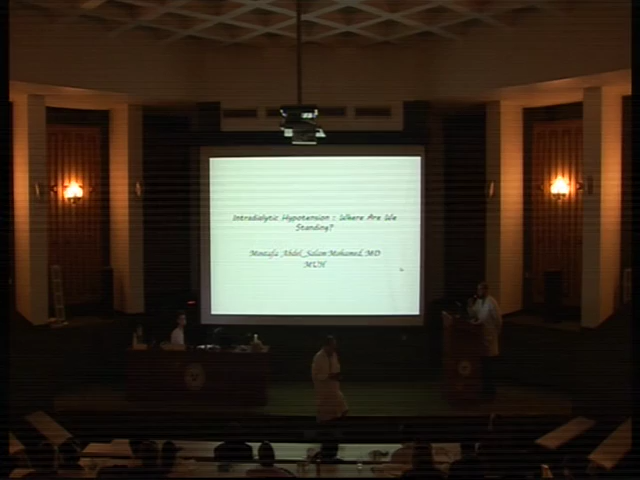 Intradialytic Hypotension : Where Are We
Standing?
Mostafa Abdel_Salam Mohamed, MD
MUH